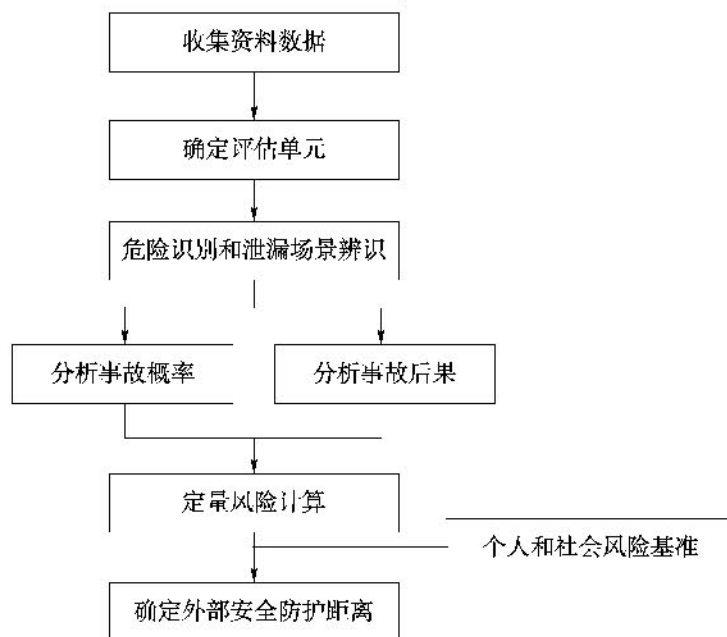 收集资料数据
确定评估单元
危险识别和泄漏场景辨识
分析事故概率
分析事故后果
定量风险计算
个人和社会风险基准
确定外部安全防护距离